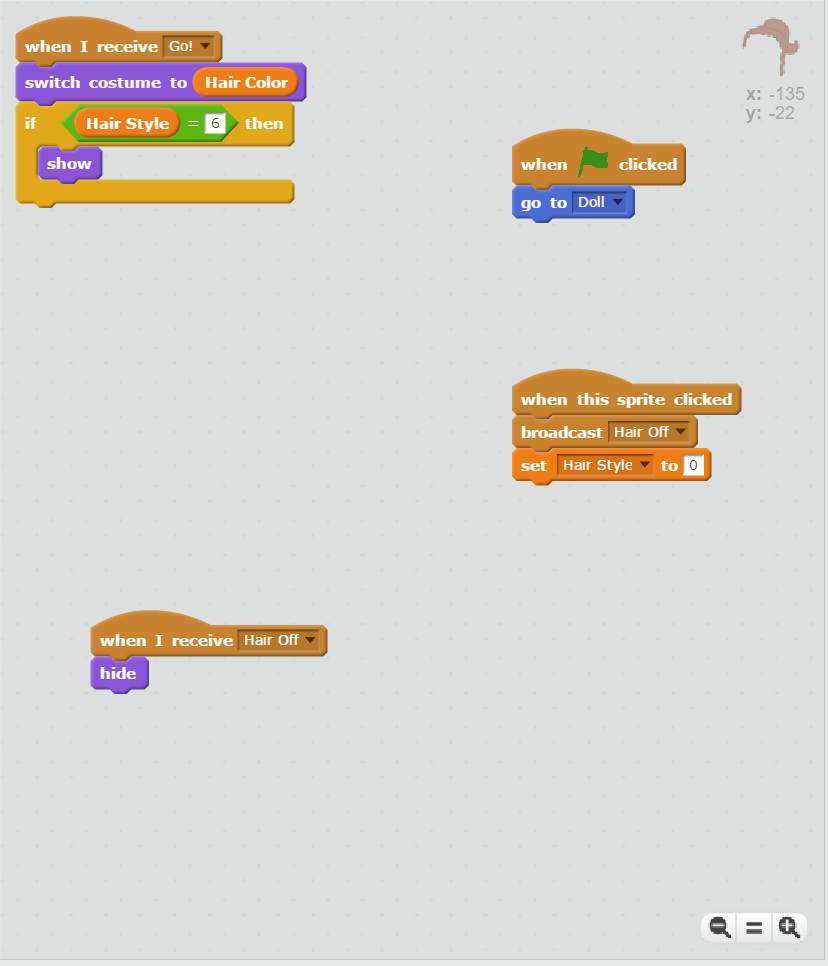 when I receive Go!
switch costume to Hair Color
if Hair Style = 6 then
show
x: -135
y: -22
when clicked
go to Doll
when this sprite clicked
broadcast Hair Off
set Hair Style to 0
when I receive Hair Off
hide